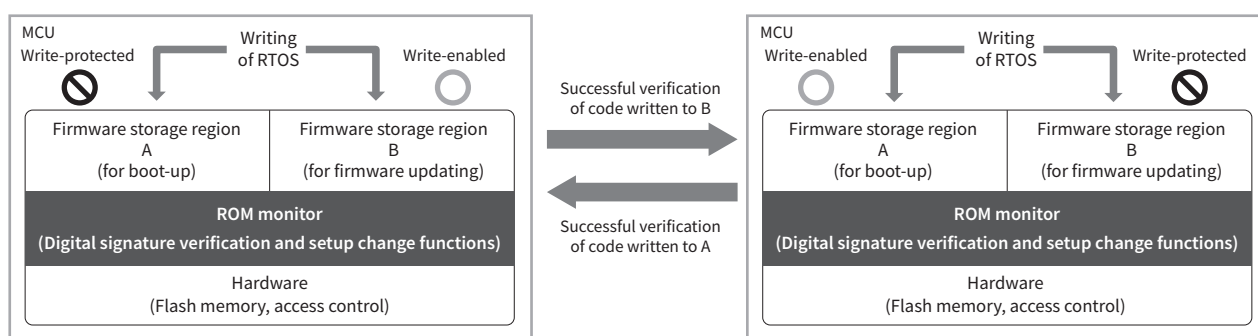 MCU
Write-protected
Writing
of RTOS
Write-enabled
Firmware storage region
A
(for boot-up)
Firmware storage region
B
(for firmware updating)
ROM monitor
(Digital signature verification and setup change functions)
Hardware
(Flash memory, access control)
Successful verification
of code written to B
Successful verification
of code written to A
MCU
Write-enabled
Writing
of RTOS
Write-protected
Firmware storage region
A
(for boot-up)
Firmware storage region
B
(for firmware updating)
ROM monitor
(Digital signature verification and setup change functions)
Hardware
(Flash memory, access control)